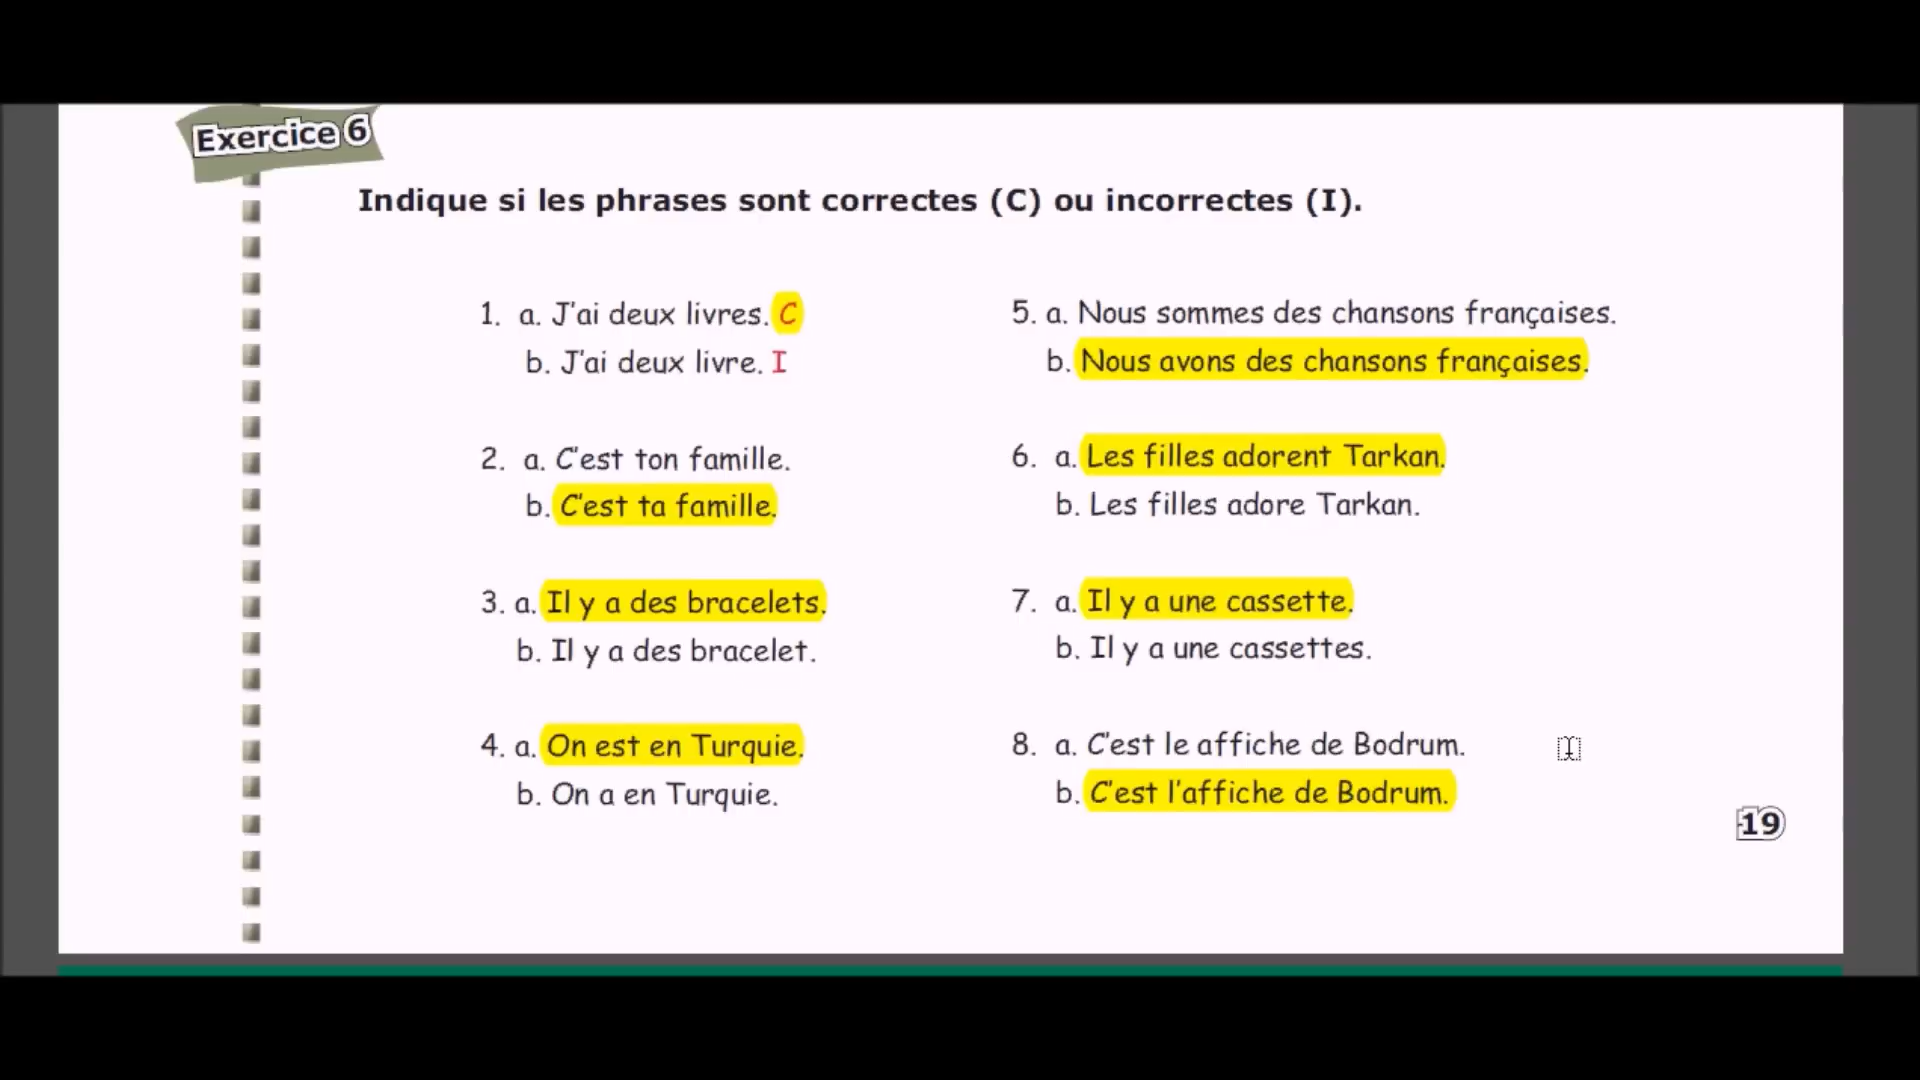 Exercice 6
Indique si les phrases sont correctes (C) ou incorrectes (I).
1. a. J'ai deux livres. C
b. J'ai deux livre. I
2. a. C'est ton famille.
b. C'est ta famille.
3. a. Il y a des bracelets.
b. Il y a des bracelet.
4. a. On est en Turquie.
b. On a en Turquie.
5. a. Nous sommes des chansons françaises.
b. Nous avons des chansons françaises.
6. a. Les filles adorent Tarkan.
b. Les filles adore Tarkan.
7. a. Il y a une cassette.
b. Il y a une cassettes.
8. a. C'est le affiche de Bodrum.
b. C'est l'affiche de Bodrum.
19